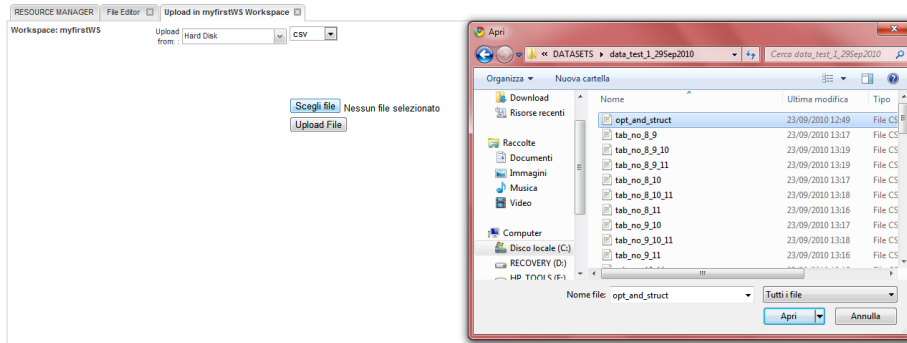 RESOURCE MANAGER File Editor Upload in myfirstWS Workspace
Workspace: myfirstWS
Upload from: : Hard Disk csv
Scegli file Nessun file selezionato
Upload File
Apri
« DATASETS data_test_1_29Sep2010 Cerca data_test_1_29Sep2010
Organizza Nuova cartella
Download
Risorse recenti
Raccolte
Documenti
Immagini
Musica
Video
Computer
Disco locale (C:)
RECOVERY (D:)
HP_TOOLS (E:)
Nome Ultima modifica Tipo
opt_and_struct 23/09/2010 12:49 File CS
tab_no_8_9 23/09/2010 13:17 File CS
tab_no_8_9_10 23/09/2010 13:19 File CS
tab_no_8_9_11 23/09/2010 13:19 File CS
tab_no_8_10 23/09/2010 13:17 File CS
tab_no_8_10_11 23/09/2010 13:18 File CS
tab_no_8_11 23/09/2010 13:16 File CS
tab_no_9_10 23/09/2010 13:17 File CS
tab_no_9_10_11 23/09/2010 13:18 File CS
tab_no_9_11 23/09/2010 13:16 File CS
Nome file: opt_and_struct Tutti i file
Apri Annulla